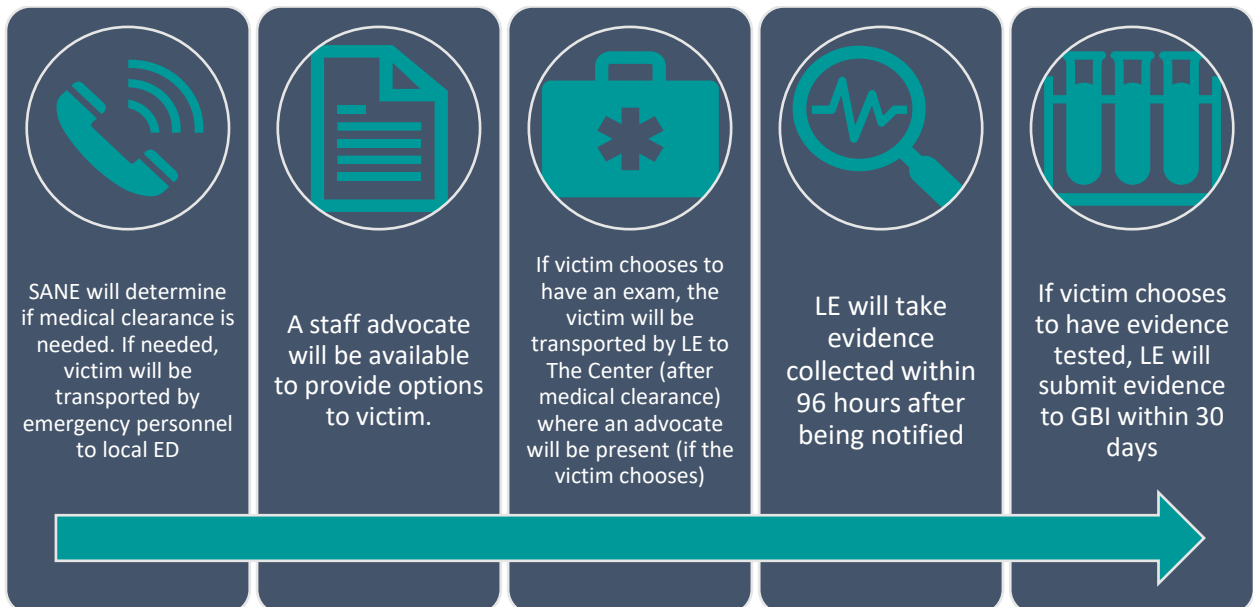 SANE will determine
if medical clearance is
needed. If needed,
victim will be
transported by
emergency personnel
to local ED
A staff advocate
will be available
to provide options
to victim.
If victim chooses to
have an exam, the
victim will be
transported by LE to
The Center (after
medical clearance)
where an advocate
will be present (if the
victim chooses)
LE will take
evidence
collected within
96 hours after
being notified
If victim chooses
to have evidence
tested, LE will
submit evidence
to GBI within 30
days